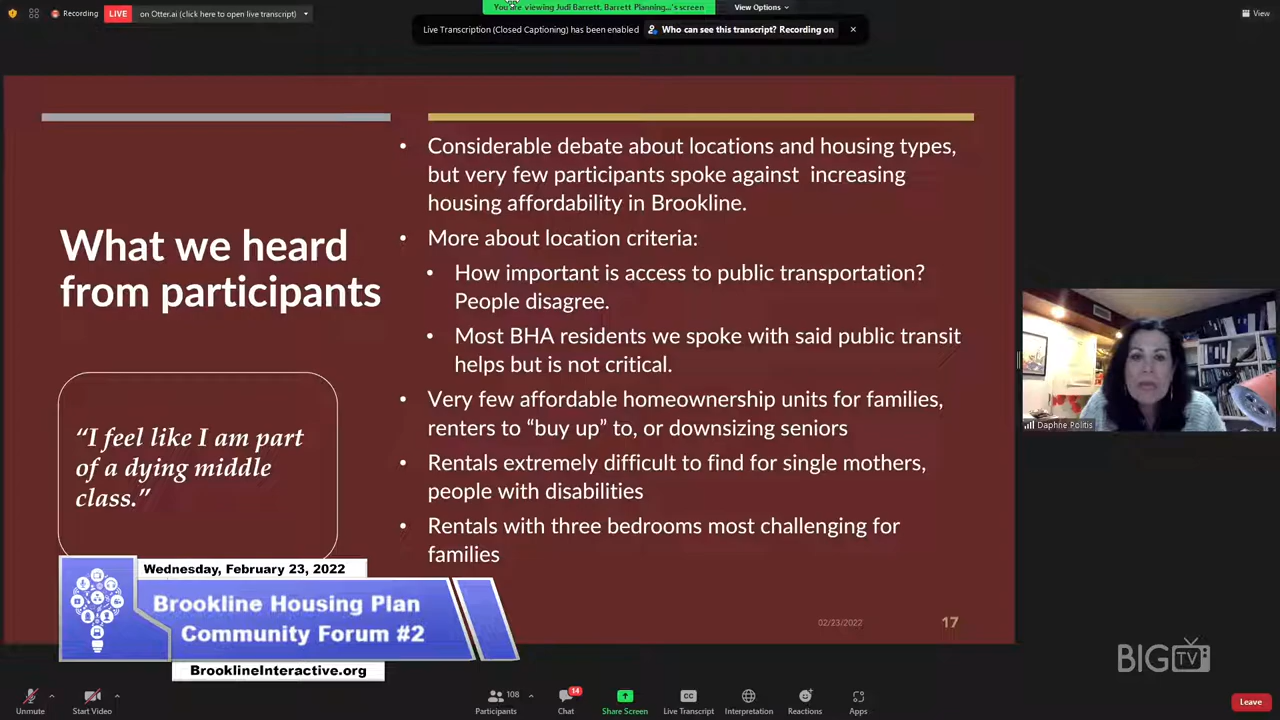 Recording
LIVE
on Otter.ai (click here to open live transcript)
You are viewing Judi Barrett, Barrett Planning...'s screen
View Options
View
Live Transcription (Closed Captioning) has been enabled
Who can see this transcript? Recording on
What we heard
from participants
"I feel like I am part
of a dying middle
class."
• Considerable debate about locations and housing types,
but very few participants spoke against increasing
housing affordability in Brookline.
• More about location criteria:
• How important is access to public transportation?
People disagree.
• Most BHA residents we spoke with said public transit
helps but is not critical.
• Very few affordable homeownership units for families,
renters to "buy up" to, or downsizing seniors
• Rentals extremely difficult to find for single mothers,
people with disabilities
• Rentals with three bedrooms most challenging for
families
02/23/2022
17
Daphne Politis
Wednesday, February 23, 2022
Brookline Housing Plan
Community Forum #2
BrooklineInteractive.org
BIG TV
Unmute
Start Video
108
Participants
14
Chat
Share Screen
CC
Live Transcript
Interpretation
Reactions
Apps
Leave